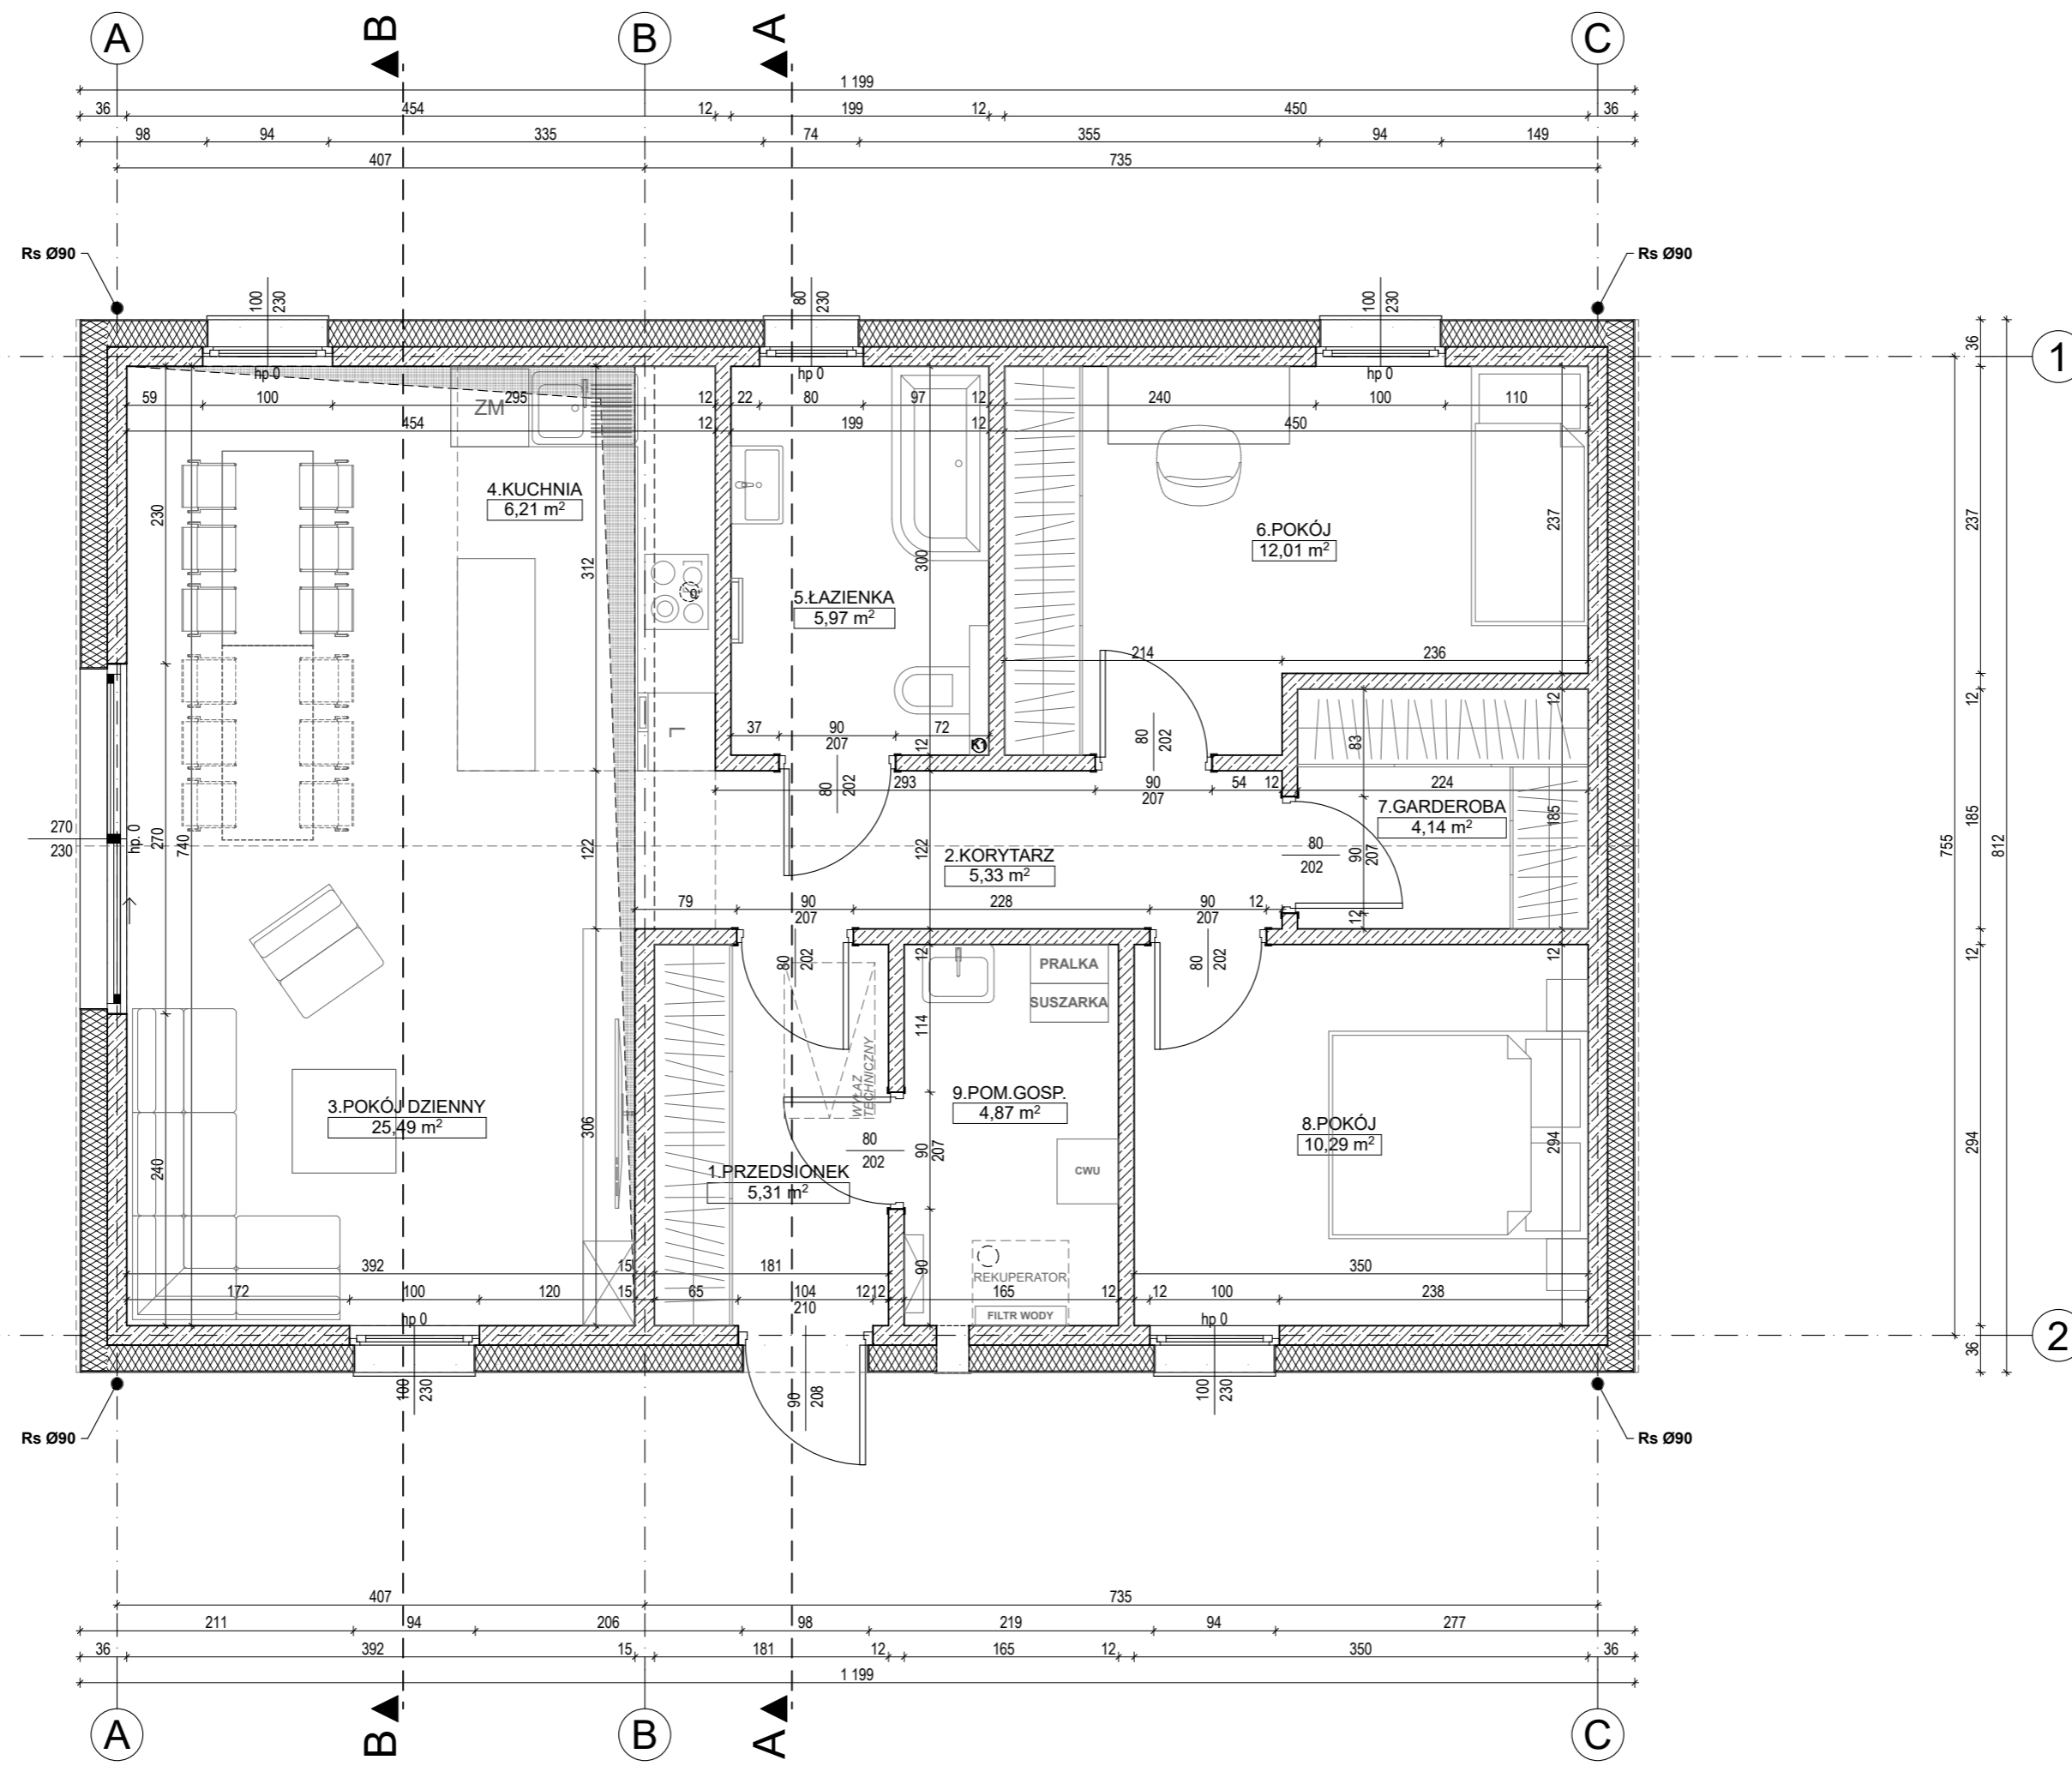 A B B A C
1 199
36 454 12 199 12 450 36
98 94 335 74 355 94 149
407 735
Rs Ø90
Rs Ø90
100
230
80
230
100
230
hp 0
hp 0
hp 0
59 100 295 12 22 80 97 12 240 100 110
454 12 199 12 450
ZM
4.KUCHNIA
6,21 m²
230
312
300
5.ŁAZIENKA
5,97 m²
6.POKÓJ
12,01 m²
237
214 236
L
37 90 72
207
12
K1
80
202
80
202
293
90
207
54 12
12
83
224
7.GARDEROBA
4,14 m²
185
270
230
hp. 0
270
740
122
122
2.KORYTARZ
5,33 m²
80
202
90
207
12
79 90 228 90 12
207 207
80
202
80
202
12
12
PRALKA
SUSZARKA
114
WYŁAZ
TECHNICZNY
3.POKÓJ DZIENNY
25,49 m²
306
240
9.POM.GOSP.
4,87 m²
80
202
90
207
1.PRZEDSIONEK
5,31 m²
CWU
8.POKÓJ
10,29 m²
294
90
REKUPERATOR
FILTR WODY
392 15 181 350
172 100 120 15 65 104 12 12 165 12 12 100 238
210
hp 0
hp 0
100
230
90
208
100
230
Rs Ø90
Rs Ø90
36
237
12
185
12
294
36
755
812
1
2
407 735
211 94 206 98 219 94 277
36 392 15 181 12 165 12 350 36
1 199
A B B A C